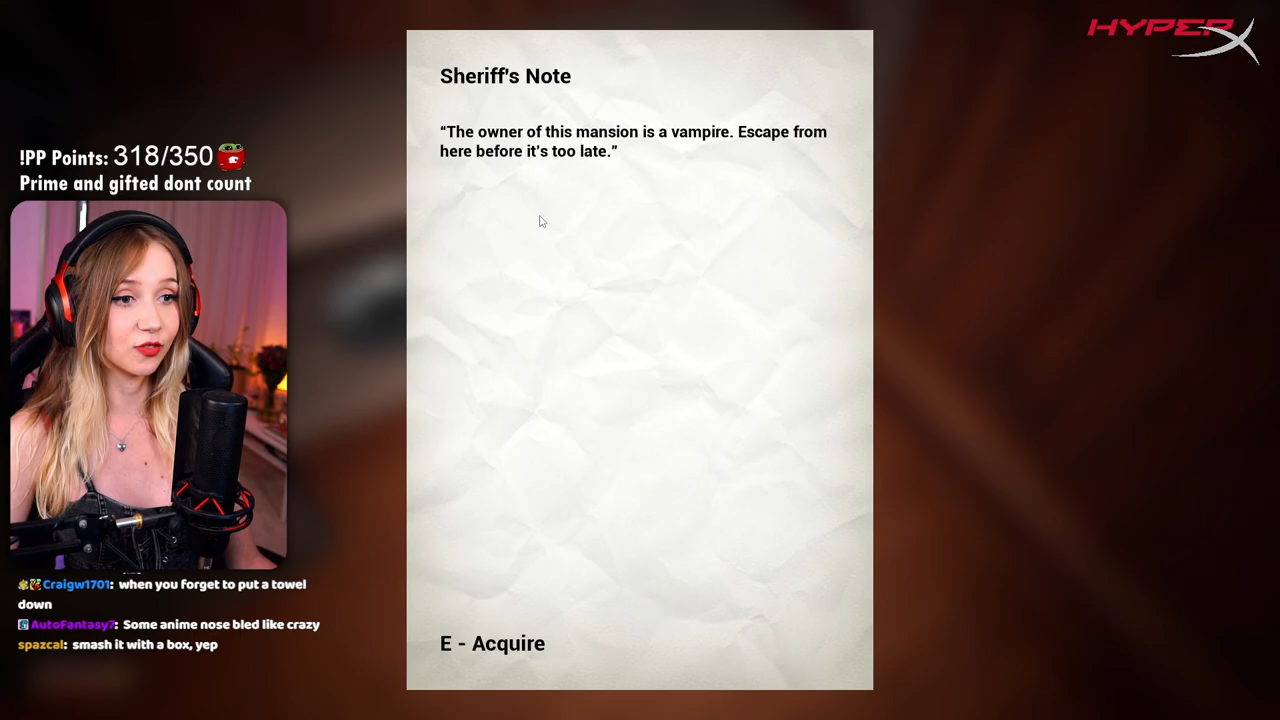 HYPERX
Sheriff's Note
“The owner of this mansion is a vampire. Escape from
here before it's too late.”
E - Acquire
!PP Points: 318/350
Prime and gifted dont count
Craigw1701: when you forget to put a towel
down
AutoFantasy7: Some anime nose bled like crazy
spazcal: smash it with a box, yep